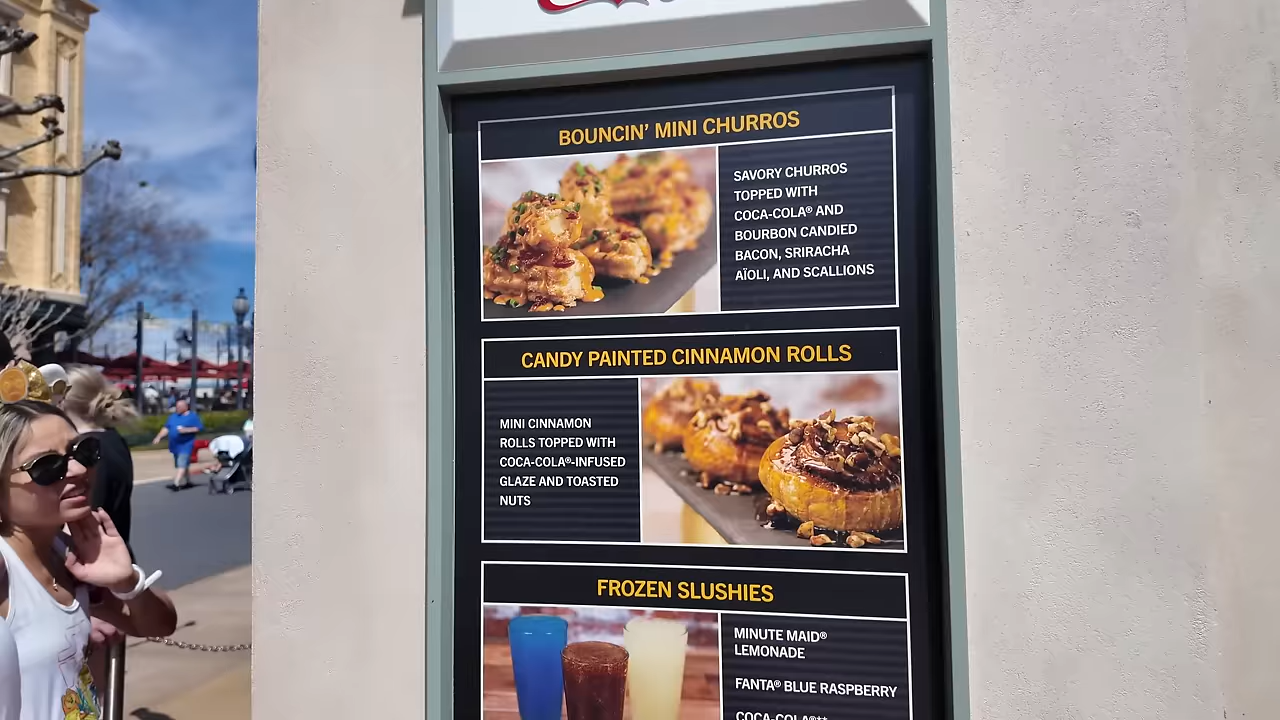 BOUNCIN' MINI CHURROS
SAVORY CHURROS
TOPPED WITH
COCA-COLA® AND
BOURBON CANDIED
BACON, SRIRACHA
AÏOLI, AND SCALLIONS
CANDY PAINTED CINNAMON ROLLS
MINI CINNAMON
ROLLS TOPPED WITH
COCA-COLA®-INFUSED
GLAZE AND TOASTED
NUTS
FROZEN SLUSHIES
MINUTE MAID®
LEMONADE
FANTA® BLUE RASPBERRY
COCA-COLA®**